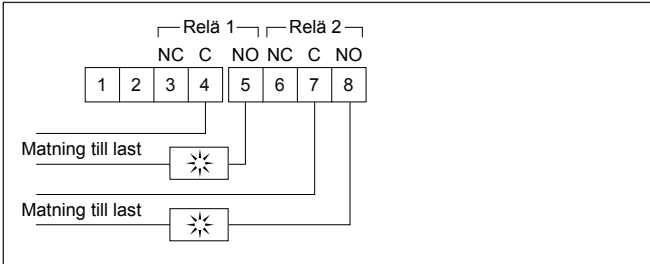 Relä 1 Relä 2
NC C NO NC C NO
1 2 3 4 5 6 7 8
Matning till last
Matning till last